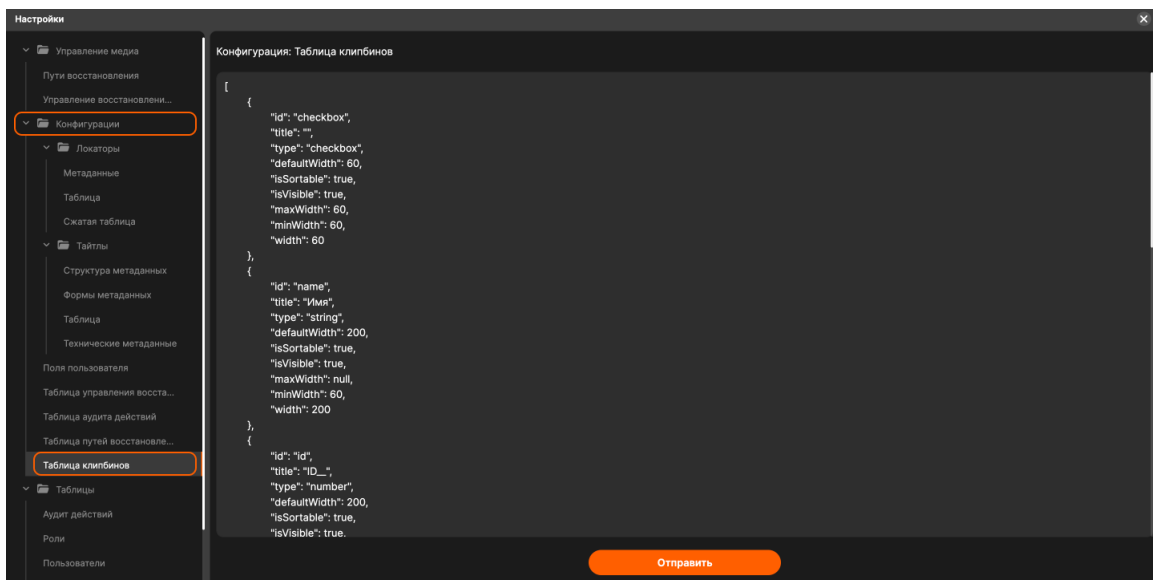 Настройки
Управление медиа
Пути восстановления
Управление восстановлени...
Конфигурации
Локаторы
Метаданные
Таблица
Сжатая таблица
Тайтлы
Структура метаданных
Формы метаданных
Таблица
Технические метаданные
Поля пользователя
Таблица управления восста...
Таблица аудита действий
Таблица путей восстановле...
Таблица клипбинов
Таблицы
Аудит действий
Роли
Пользователи
Конфигурация: Таблица клипбинов
[
{
"id": "checkbox",
"title": "",
"type": "checkbox",
"defaultWidth": 60,
"isSortable": true,
"isVisible": true,
"maxWidth": 60,
"minWidth": 60,
"width": 60
},
{
"id": "name",
"title": "Имя",
"type": "string",
"defaultWidth": 200,
"isSortable": true,
"isVisible": true,
"maxWidth": null,
"minWidth": 60,
"width": 200
},
{
"id": "id",
"title": "ID__",
"type": "number",
"defaultWidth": 200,
"isSortable": true,
"isVisible": true,
Отправить